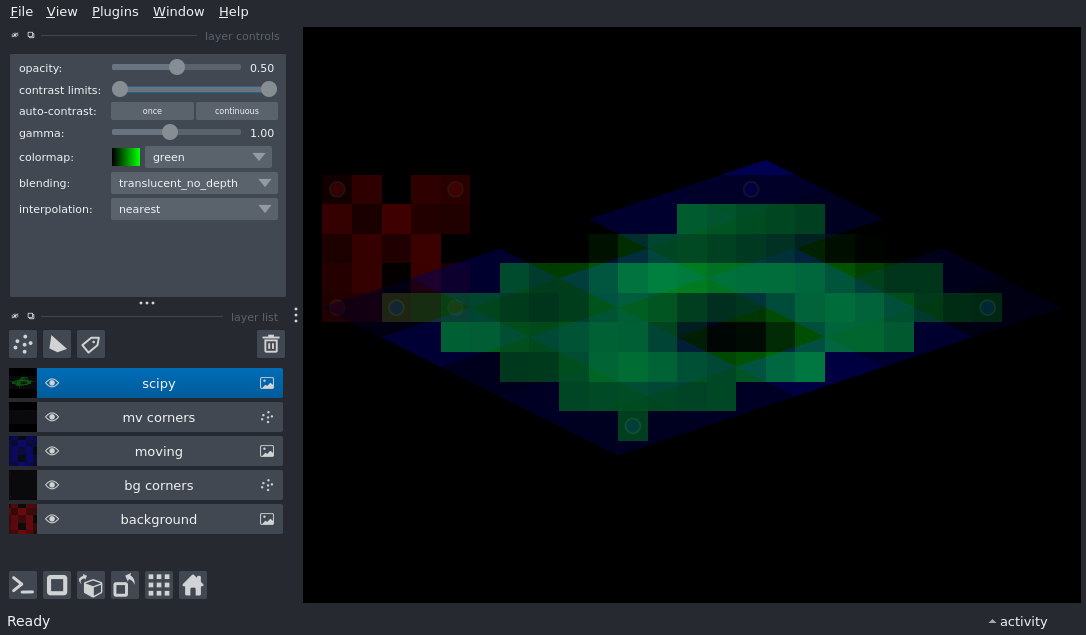 File View Plugins Window Help
layer controls
opacity: 0.50
contrast limits:
auto-contrast: once continuous
gamma: 1.00
colormap: green
blending: translucent_no_depth
interpolation: nearest
layer list
scipy
mv corners
moving
bg corners
background
Ready activity